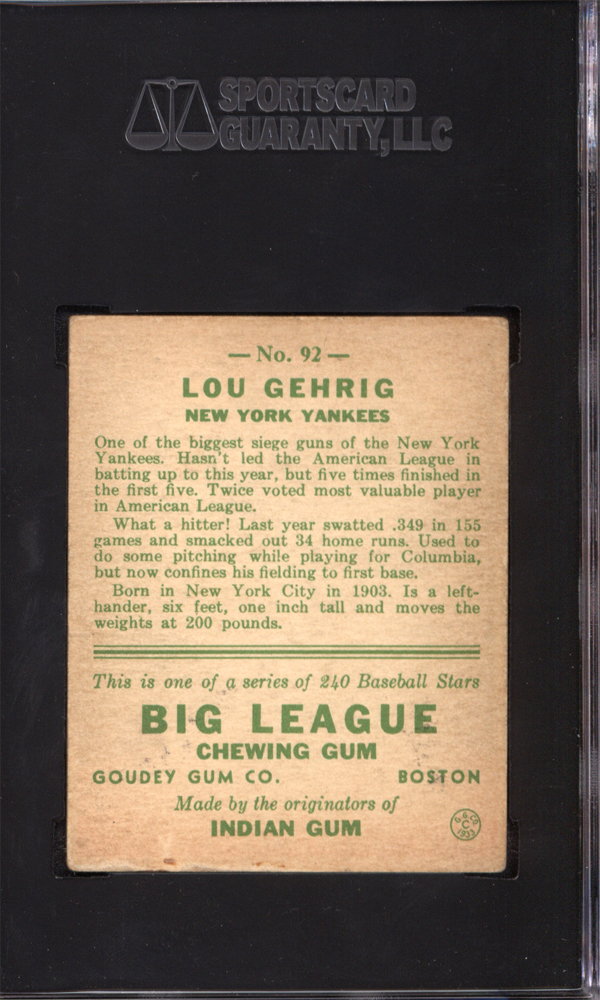 SPORTSCARD
GUARANTY, LLC
— No. 92 —
LOU GEHRIG
NEW YORK YANKEES
One of the biggest siege guns of the New York
Yankees. Hasn't led the American League in
batting up to this year, but five times finished in
the first five. Twice voted most valuable player
in American League.
What a hitter! Last year swatted .349 in 155
games and smacked out 34 home runs. Used to
do some pitching while playing for Columbia,
but now confines his fielding to first base.
Born in New York City in 1903. Is a left-
hander, six feet, one inch tall and moves the
weights at 200 pounds.
This is one of a series of 240 Baseball Stars
BIG LEAGUE
CHEWING GUM
GOUDEY GUM CO. BOSTON
Made by the originators of
INDIAN GUM
G. G. Co.
C
1933